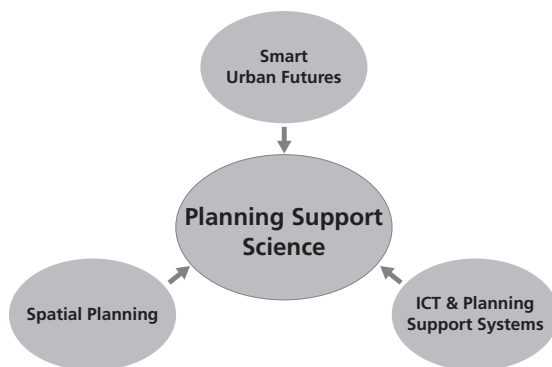 Smart
Urban Futures
Planning Support
Science
Spatial Planning
ICT & Planning
Support Systems